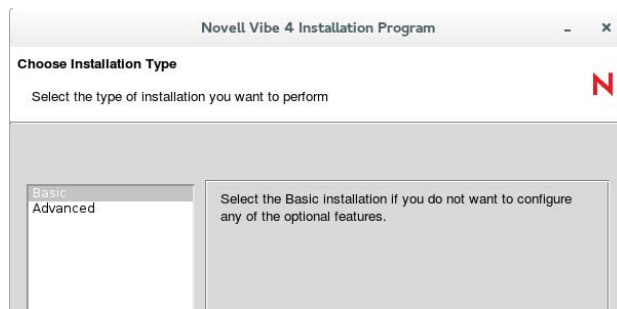 Novell Vibe 4 Installation Program
Choose Installation Type
Select the type of installation you want to perform
N
Basic
Advanced
Select the Basic installation if you do not want to configure
any of the optional features.